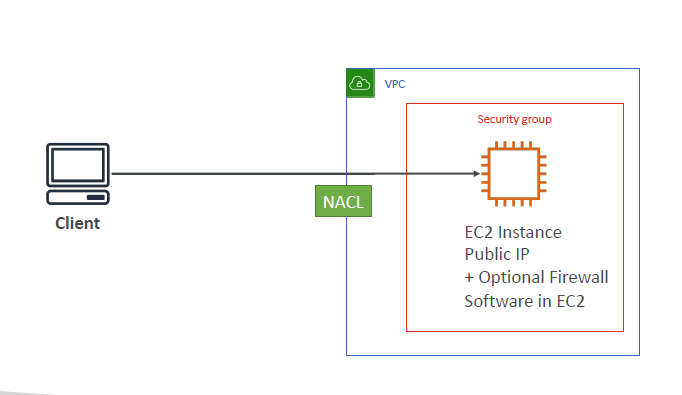 VPC
Security group
NACL
Client
EC2 Instance
Public IP
+ Optional Firewall
Software in EC2